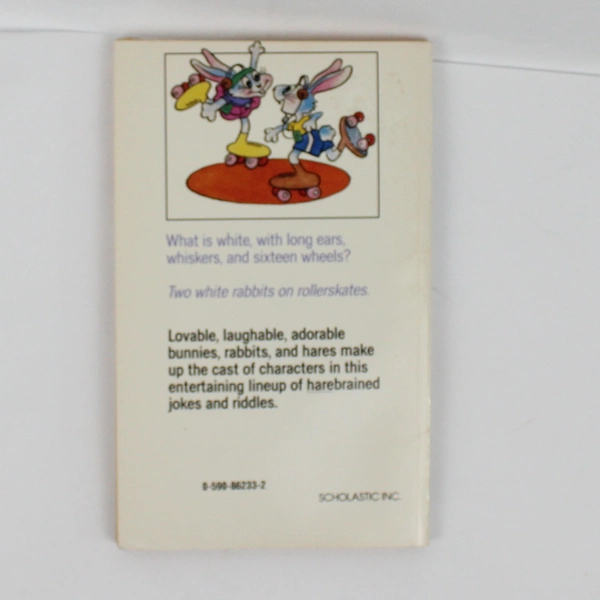 What is white, with long ears,
whiskers, and sixteen wheels?
Two white rabbits on rollerskates.
Lovable, laughable, adorable
bunnies, rabbits, and hares make
up the cast of characters in this
entertaining lineup of harebrained
jokes and riddles.
0-590-86233-2
SCHOLASTIC INC.